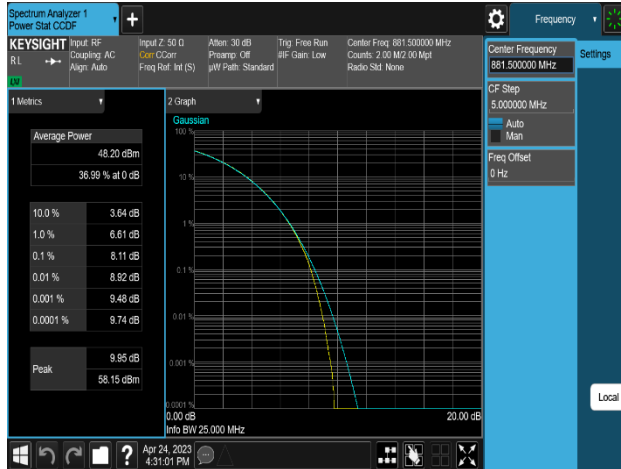 Spectrum Analyzer 1
Power Stat CCDF
Frequency
KEYSIGHT
R L
Input: RF
Coupling: AC
Align: Auto
Input Z: 50 Ω
Corr CCorr
Freq Ref: Int (S)
Atten: 30 dB
Preamp: Off
µW Path: Standard
Trig: Free Run
#IF Gain: Low
Center Freq: 881.500000 MHz
Counts: 2.00 M/2.00 Mpt
Radio Std: None
Center Frequency
881.500000 MHz
Settings
CF Step
5.000000 MHz
Auto
Man
Freq Offset
0 Hz
1 Metrics
Average Power
48.20 dBm
36.99 % at 0 dB
10.0 % 3.64 dB
1.0 % 6.61 dB
0.1 % 8.11 dB
0.01 % 8.92 dB
0.001 % 9.48 dB
0.0001 % 9.74 dB
Peak
9.95 dB
58.15 dBm
2 Graph
Gaussian
100 %
10 %
1 %
0.1 %
0.01 %
0.001 %
0.0001 %
0.00 dB 20.00 dB
Info BW 25.000 MHz
Local
?
Apr 24, 2023
4:31:01 PM